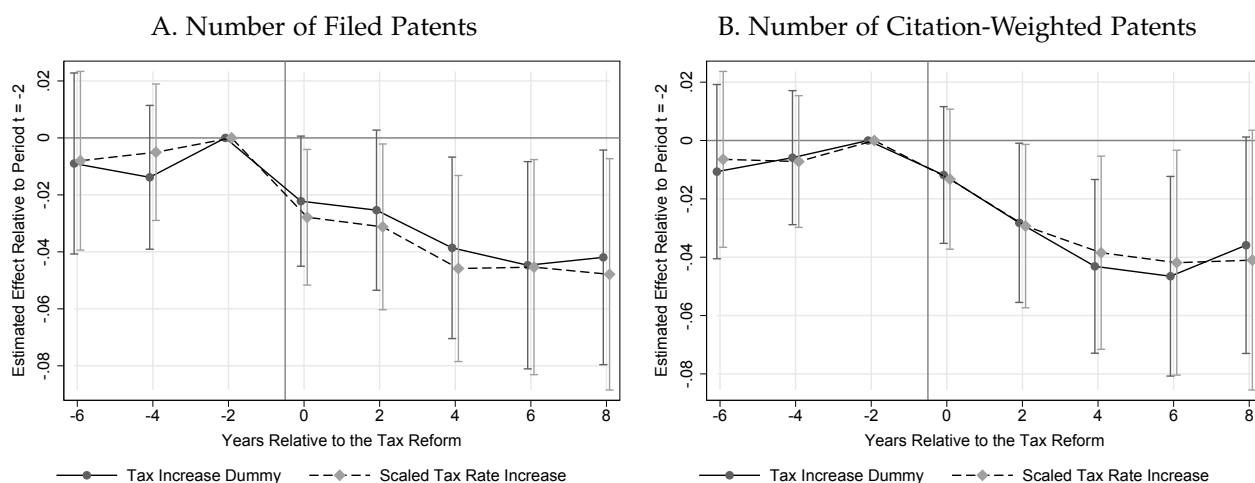 A. Number of Filed Patents
Estimated Effect Relative to Period t = -2
.02
0
-.02
-.04
-.06
-.08
-6 -4 -2 0 2 4 6 8
Years Relative to the Tax Reform
Tax Increase Dummy Scaled Tax Rate Increase
B. Number of Citation-Weighted Patents
Estimated Effect Relative to Period t = -2
.02
0
-.02
-.04
-.06
-.08
-6 -4 -2 0 2 4 6 8
Years Relative to the Tax Reform
Tax Increase Dummy Scaled Tax Rate Increase